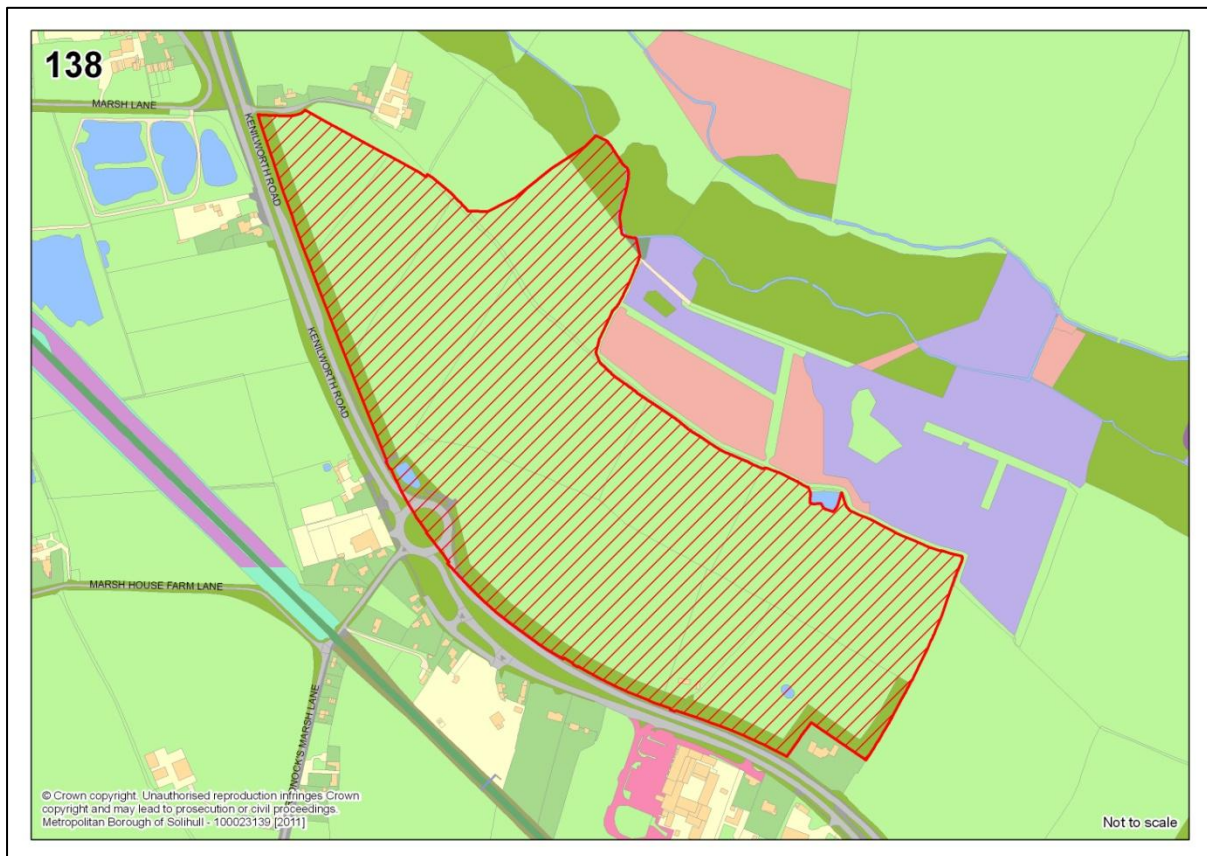 138
MARSH LANE
KENILWORTH ROAD
KENILWORTH ROAD
MARSH HOUSE FARM LANE
MARSH LANE
© Crown copyright. Unauthorised reproduction infringes Crown
copyright and may lead to prosecution or civil proceedings.
Metropolitan Borough of Solihull - 100023139 [2011]
Not to scale